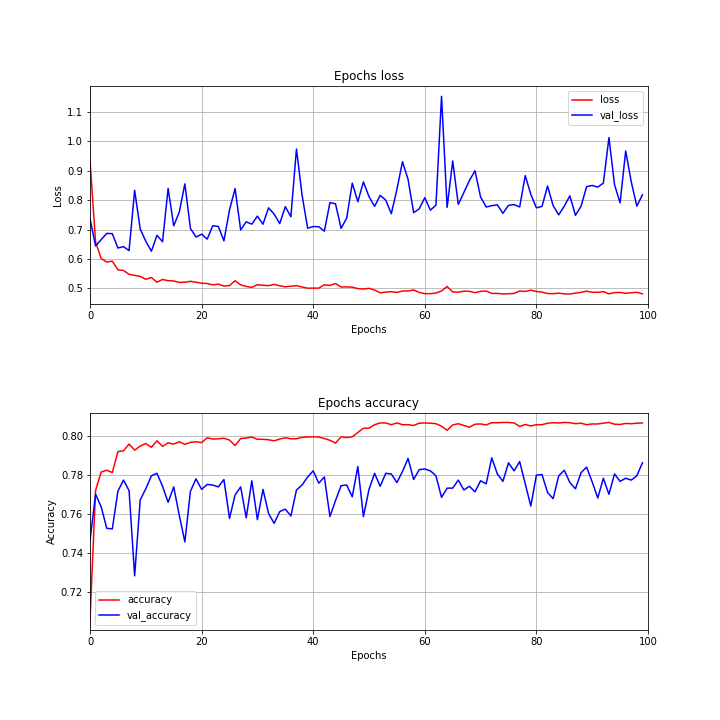 Epochs loss
1.1
1.0
0.9
0.8
0.7
0.6
0.5
Loss
loss
val_loss
0 20 40 60 80 100
Epochs
Epochs accuracy
0.80
0.78
0.76
0.74
0.72
Accuracy
accuracy
val_accuracy
0 20 40 60 80 100
Epochs